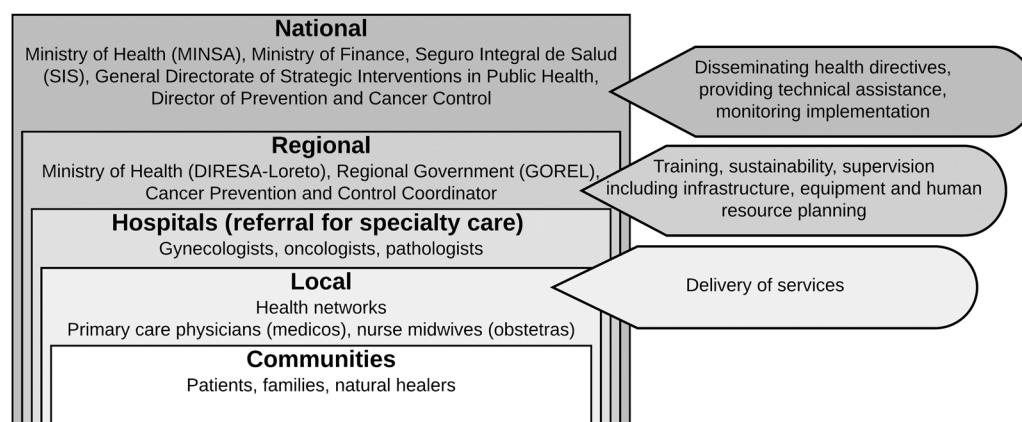 National
Ministry of Health (MINSA), Ministry of Finance, Seguro Integral de Salud
(SIS), General Directorate of Strategic Interventions in Public Health,
Director of Prevention and Cancer Control
Disseminating health directives,
providing technical assistance,
monitoring implementation
Regional
Ministry of Health (DIRESA-Loreto), Regional Government (GOREL),
Cancer Prevention and Control Coordinator
Training, sustainability, supervision
including infrastructure, equipment and human
resource planning
Hospitals (referral for specialty care)
Gynecologists, oncologists, pathologists
Local
Health networks
Primary care physicians (medicos), nurse midwives (obstetras)
Delivery of services
Communities
Patients, families, natural healers